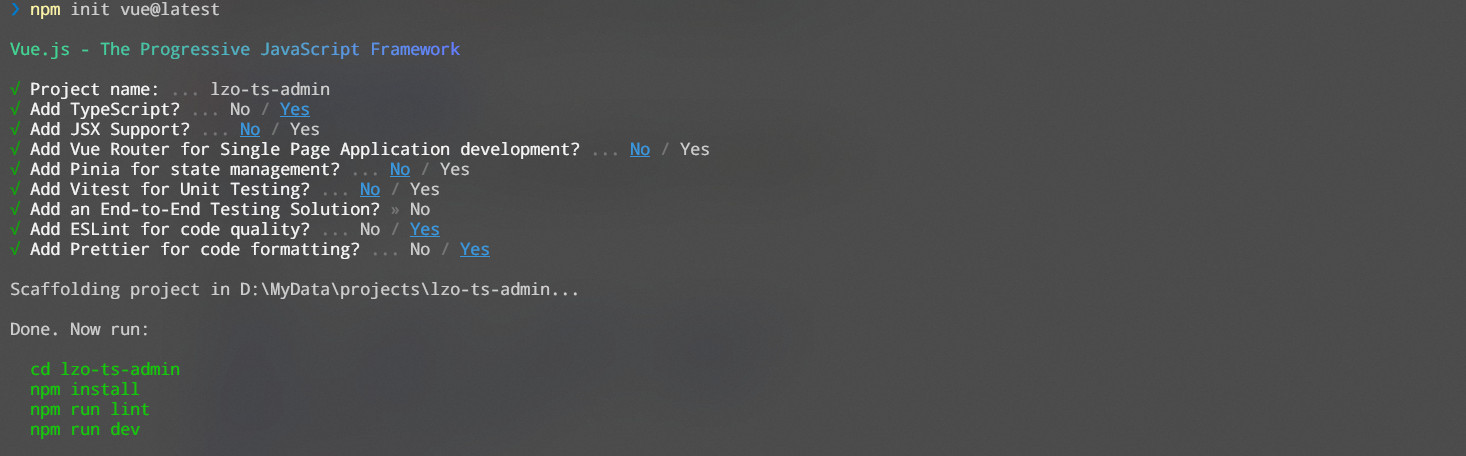 ❯ npm init vue@latest
Vue.js - The Progressive JavaScript Framework
√ Project name: ... lzo-ts-admin
√ Add TypeScript? ... No / Yes
√ Add JSX Support? ... No / Yes
√ Add Vue Router for Single Page Application development? ... No / Yes
√ Add Pinia for state management? ... No / Yes
√ Add Vitest for Unit Testing? ... No / Yes
√ Add an End-to-End Testing Solution? » No
√ Add ESLint for code quality? ... No / Yes
√ Add Prettier for code formatting? ... No / Yes
Scaffolding project in D:\MyData\projects\lzo-ts-admin...
Done. Now run:
cd lzo-ts-admin
npm install
npm run lint
npm run dev